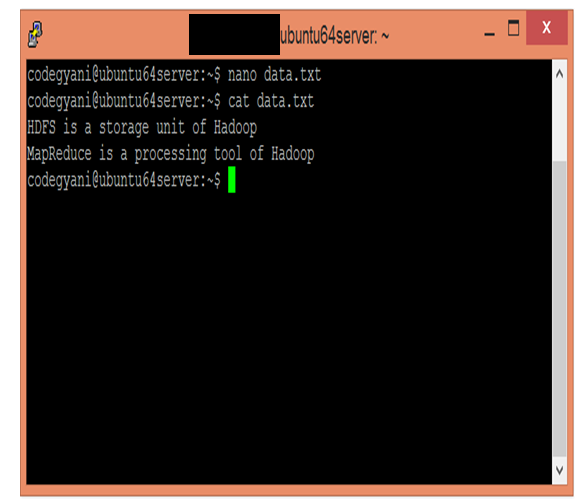 ubuntu64server: ~
codegyani@ubuntu64server:~$ nano data.txt
codegyani@ubuntu64server:~$ cat data.txt
HDFS is a storage unit of Hadoop
MapReduce is a processing tool of Hadoop
codegyani@ubuntu64server:~$